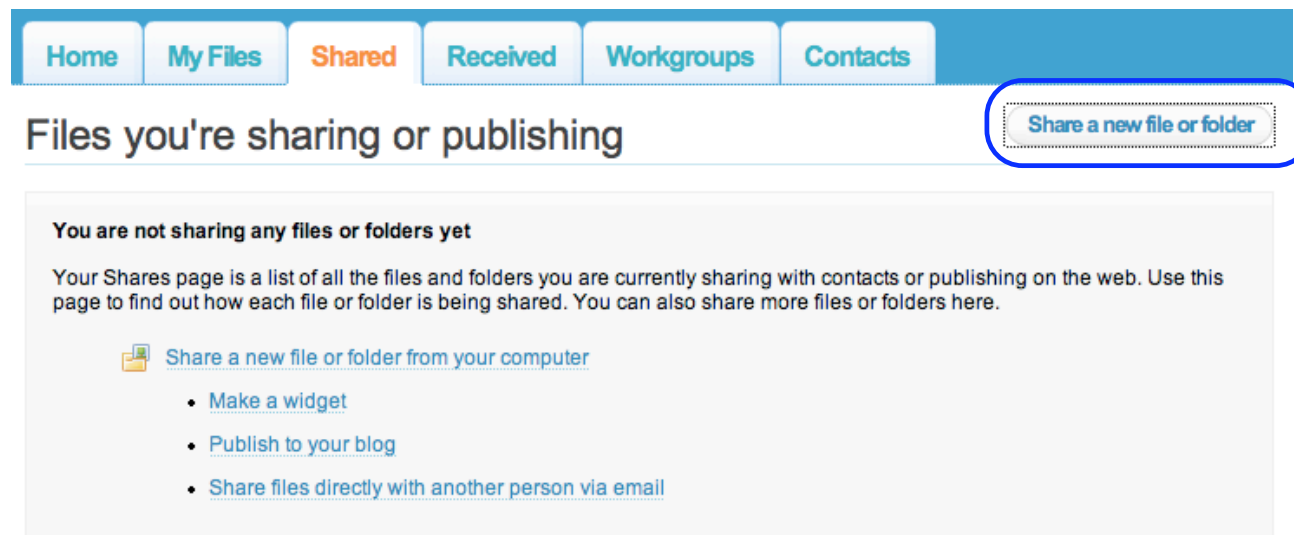 Home My Files Shared Received Workgroups Contacts
Files you're sharing or publishing
Share a new file or folder
You are not sharing any files or folders yet
Your Shares page is a list of all the files and folders you are currently sharing with contacts or publishing on the web. Use this
page to find out how each file or folder is being shared. You can also share more files or folders here.
Share a new file or folder from your computer
• Make a widget
• Publish to your blog
• Share files directly with another person via email